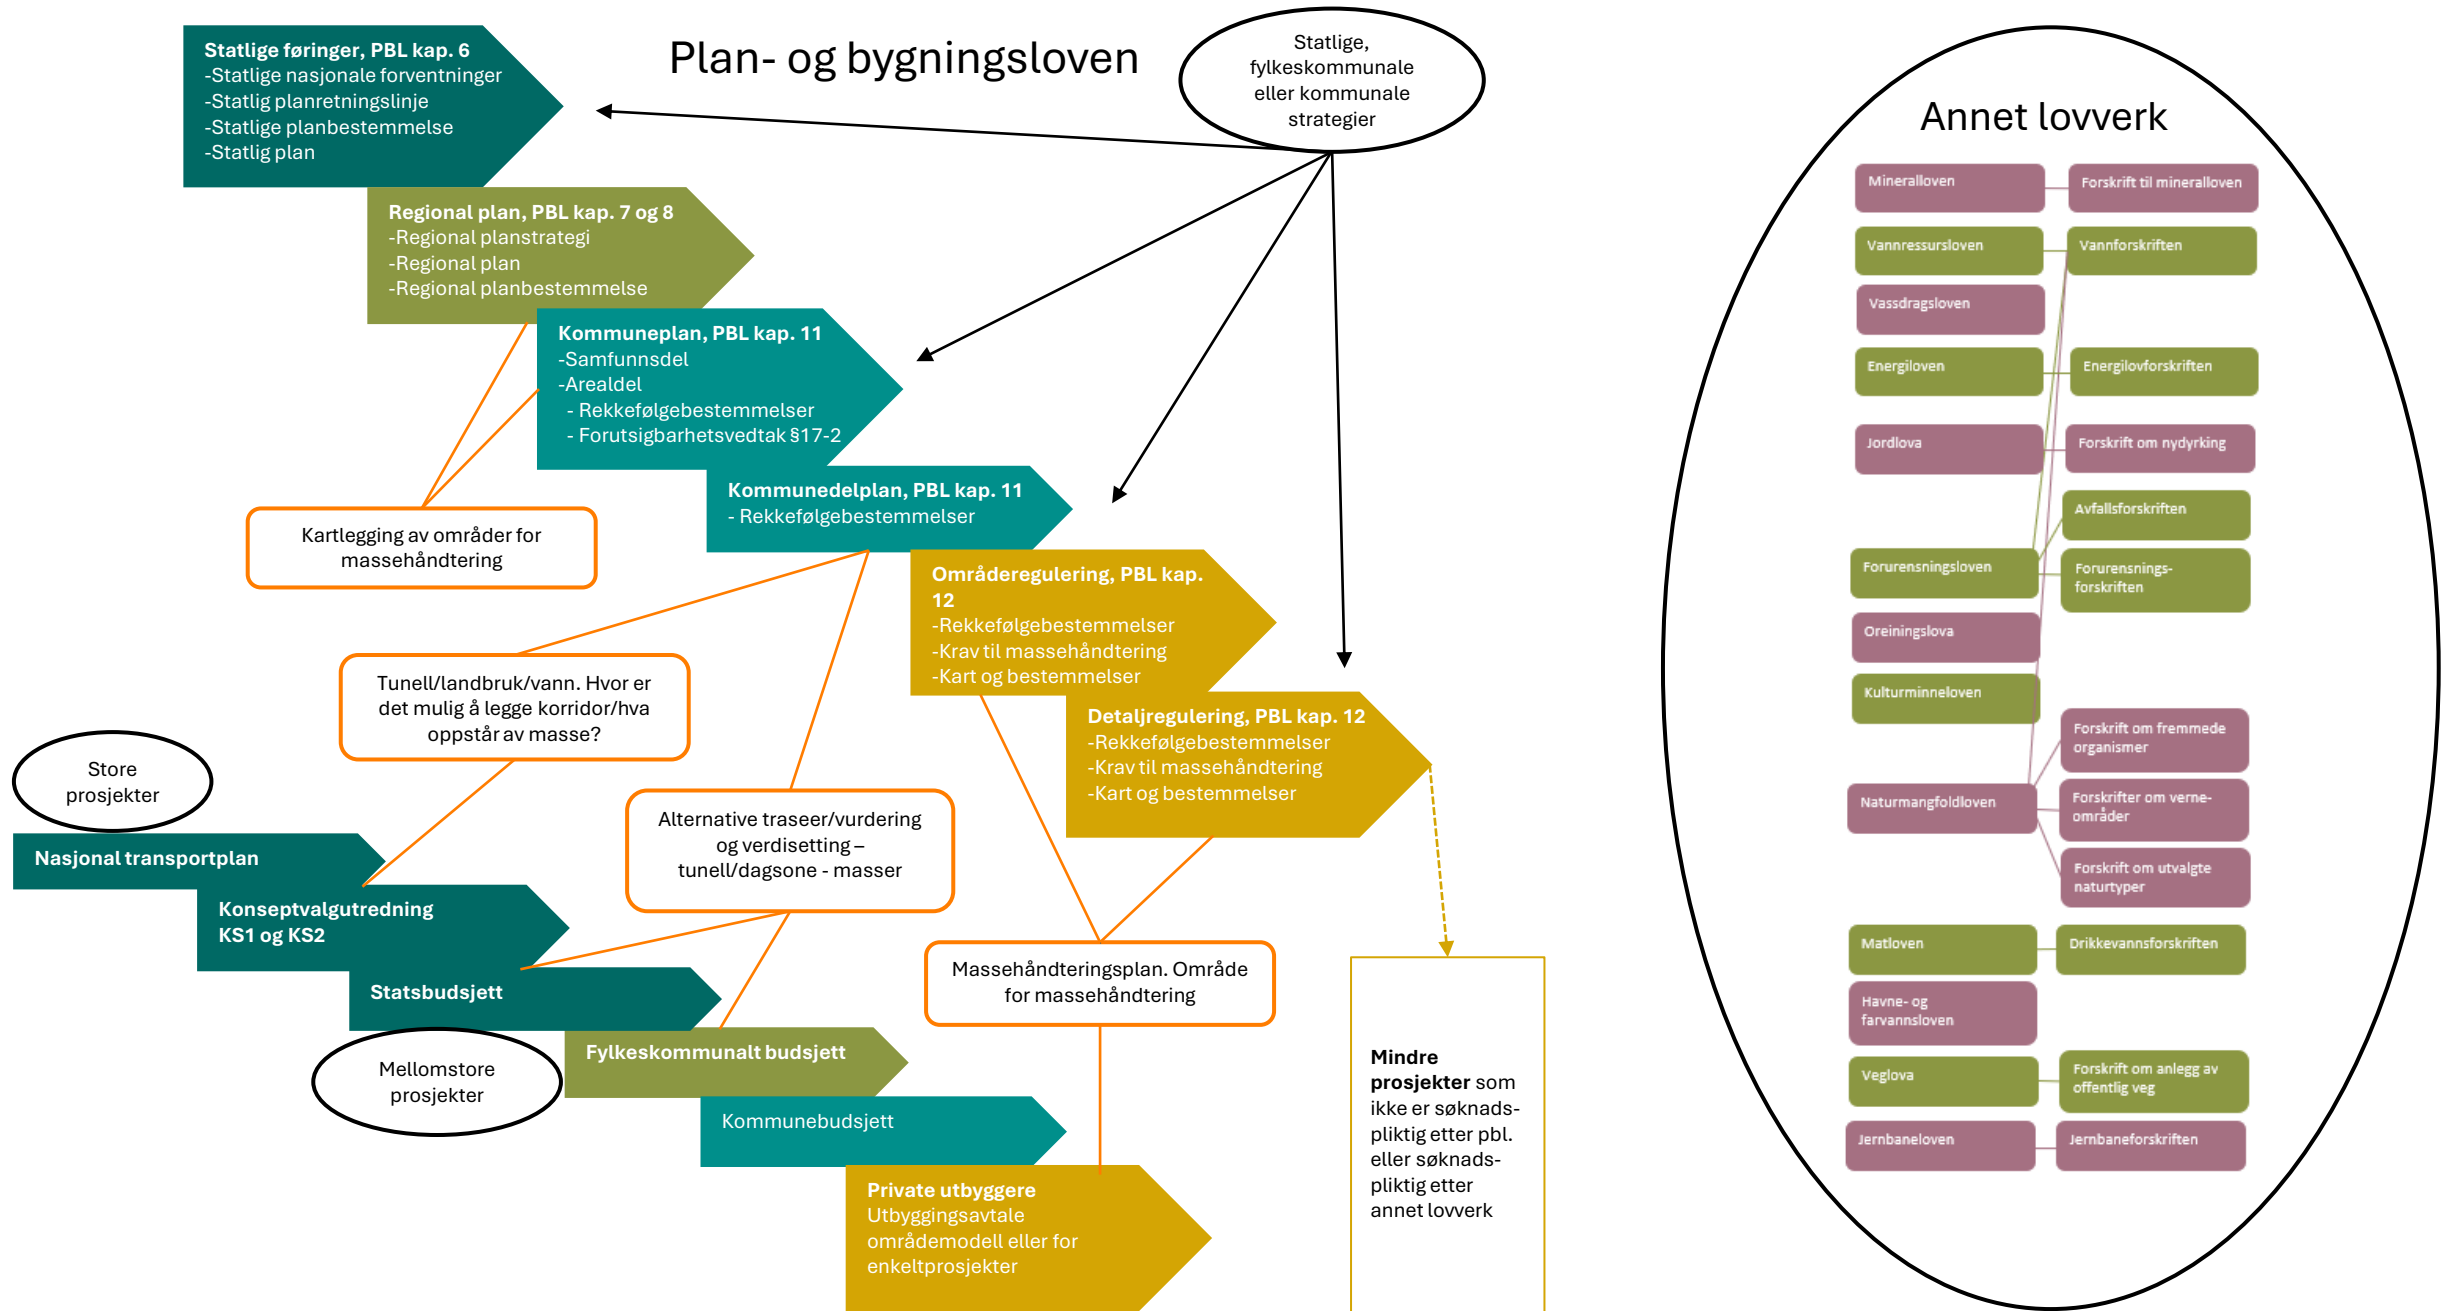 Plan- og bygningsloven
Statlige,
fylkeskommunale
eller kommunale
strategier
Statlige føringer, PBL kap. 6
-Statlige nasjonale forventninger
-Statlig planretningslinje
-Statlige planbestemmelse
-Statlig plan
Regional plan, PBL kap. 7 og 8
-Regional planstrategi
-Regional plan
-Regional planbestemmelse
Kommuneplan, PBL kap. 11
-Samfunnsdel
-Arealdel
- Rekkefølgebestemmelser
- Forutsigbarhetsvedtak §17-2
Kommunedelplan, PBL kap. 11
- Rekkefølgebestemmelser
Kartlegging av områder for
massehåndtering
Områderegulering, PBL kap.
12
-Rekkefølgebestemmelser
-Krav til massehåndtering
-Kart og bestemmelser
Tunell/landbruk/vann. Hvor er
det mulig å legge korridor/hva
oppstår av masse?
Detaljregulering, PBL kap. 12
-Rekkefølgebestemmelser
-Krav til massehåndtering
-Kart og bestemmelser
Store
prosjekter
Alternative traseer/vurdering
og verdisetting –
tunell/dagsone - masser
Nasjonal transportplan
Konseptvalgutredning
KS1 og KS2
Statsbudsjett
Massehåndteringsplan. Område
for massehåndtering
Mellomstore
prosjekter
Fylkeskommunalt budsjett
Kommunebudsjett
Private utbyggere
Utbyggingsavtale
områdemodell eller for
enkeltprosjekter
Mindre
prosjekter som
ikke er søknads-
pliktig etter pbl.
eller søknads-
pliktig etter
annet lovverk
Annet lovverk
Mineralloven
Forskrift til mineralloven
Vannressursloven
Vannforskriften
Vassdragsloven
Energiloven
Energilovforskriften
Jordlova
Forskrift om nydyrking
Avfallsforskriften
Forurensningsloven
Forurensnings-
forskriften
Oreiningslova
Kulturminneloven
Forskrift om fremmede
organismer
Naturmangfoldloven
Forskrifter om verne-
områder
Forskrift om utvalgte
naturtyper
Matloven
Drikkevannsforskriften
Havne- og
farvannsloven
Veglova
Forskrift om anlegg av
offentlig veg
Jernbaneloven
Jernbaneforskriften